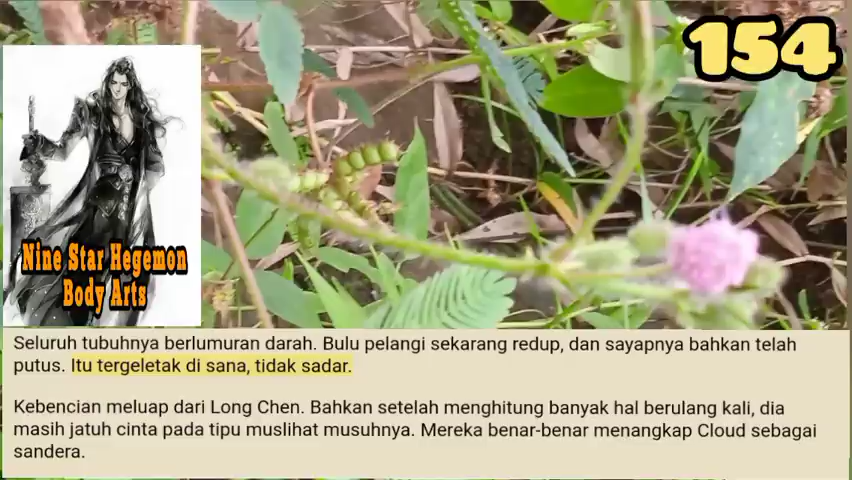 154
Nine Star Hegemon
Body Arts
Seluruh tubuhnya berlumuran darah. Bulu pelangi sekarang redup, dan sayapnya bahkan telah
putus. Itu tergeletak di sana, tidak sadar.
Kebencian meluap dari Long Chen. Bahkan setelah menghitung banyak hal berulang kali, dia
masih jatuh cinta pada tipu muslihat musuhnya. Mereka benar-benar menangkap Cloud sebagai
sandera.